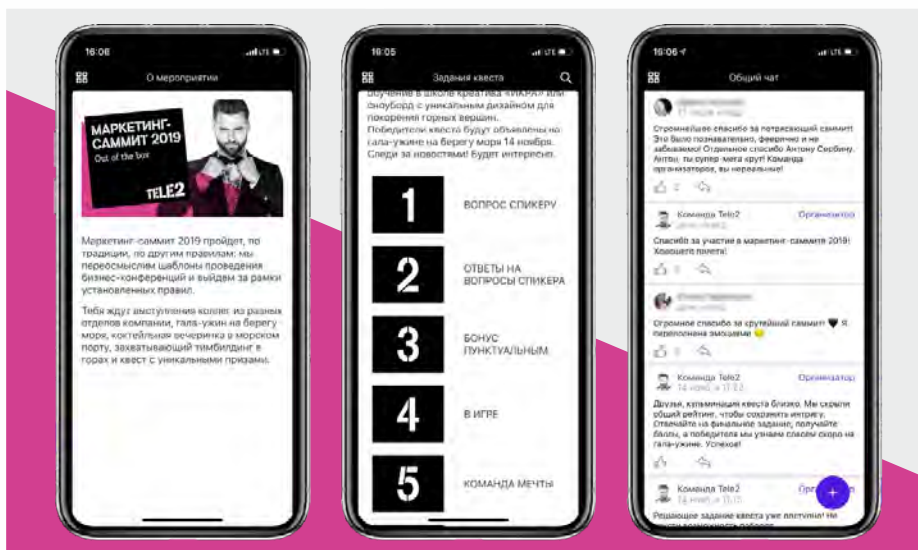 16:06
LTE
О мероприятии
МАРКЕТИНГ-
САММИТ 2019
Out of the box
TELE2
Маркетинг-саммит 2019 пройдет, по
традиции, по другим правилам: мы
переосмыслим шаблоны проведения
бизнес-конференций и выйдем за рамки
установленных правил.
Тебя ждут выступления коллег из разных
отделов компании, гала-ужин на берегу
моря, коктейльная вечеринка в морском
порту, захватывающий тимбилдинг в
горах и квест с уникальными призами.
16:05
LTE
Задания квеста
обучение в школе креатива «ИКРА» или
сноуборд с уникальным дизайном для
покорения горных вершин.
Победители квеста будут объявлены на
гала-ужине на берегу моря 14 ноября.
Следи за новостями! Будет интересно.
1 ВОПРОС СПИКЕРУ
2 ОТВЕТЫ НА
ВОПРОСЫ СПИКЕРА
3 БОНУС
ПУНКТУАЛЬНЫМ
4 В ИГРЕ
5 КОМАНДА МЕЧТЫ
16:06
LTE
Общий чат
Огромнейшее спасибо за потрясающий саммит!
Это было познавательно, феерично и не
забываемо! Отдельное спасибо Антону Сербину.
Антон, ты супер-мега крут! Команда
организаторов, вы нереальные!
Команда Tele2 Организатор
Спасибо за участие в маркетинг-саммите 2019!
Хорошего полета!
Огромное спасибо за крутейший саммит! 🖤 Я
переполнена эмоциями
Команда Tele2 Организатор
Друзья, кульминация квеста близко. Мы скрыли
общий рейтинг, чтобы сохранить интригу.
Отвечайте на финальное задание, получайте
баллы, а победителя мы узнаем совсем скоро на
гала-ужине. Успехов!
Команда Tele2
Решающее задание квеста уже доступно! Не